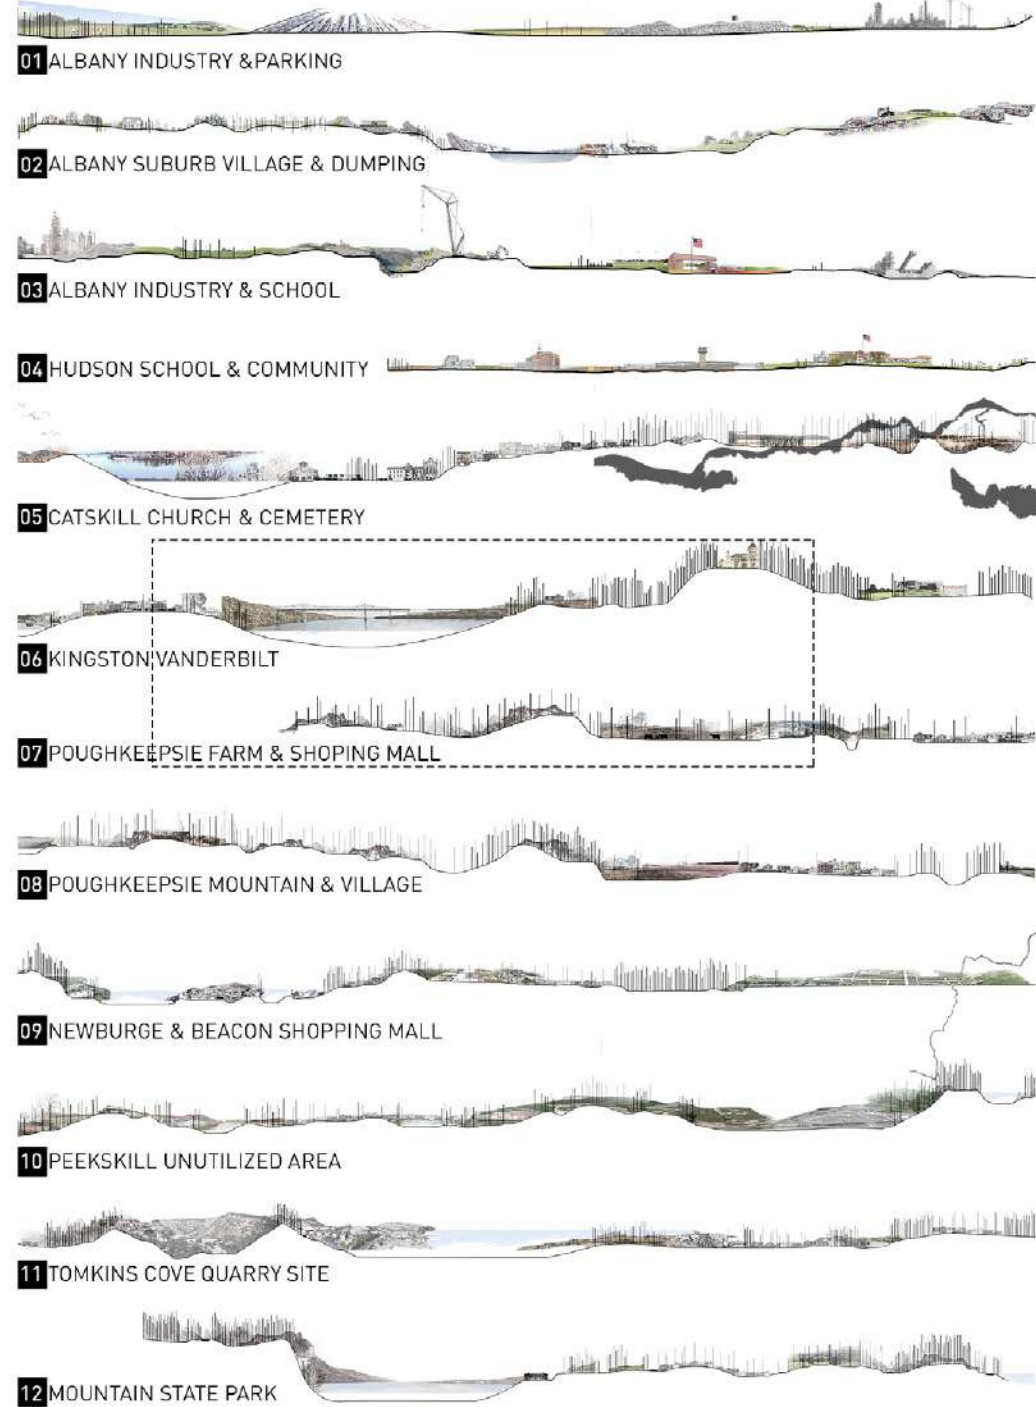 01 ALBANY INDUSTRY &PARKING
02 ALBANY SUBURB VILLAGE & DUMPING
03 ALBANY INDUSTRY & SCHOOL
04 HUDSON SCHOOL & COMMUNITY
05 CATSKILL CHURCH & CEMETERY
06 KINGSTON VANDERBILT
07 POUGHKEEPSIE FARM & SHOPING MALL
08 POUGHKEEPSIE MOUNTAIN & VILLAGE
09 NEWBURGE & BEACON SHOPPING MALL
10 PEEKSKILL UNUTILIZED AREA
11 TOMKINS COVE QUARRY SITE
12 MOUNTAIN STATE PARK